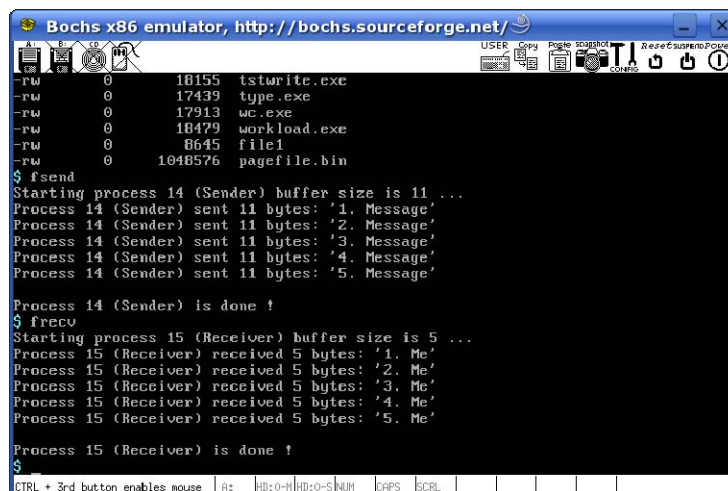 Bochs x86 emulator, http://bochs.sourceforge.net/
A: B: CD USER Copy Paste snapshot CONFIG Reset SUSPEND Power
-rw 0 18155 tstwrite.exe
-rw 0 17439 type.exe
-rw 0 17913 wc.exe
-rw 0 18479 workload.exe
-rw 0 8645 file1
-rw 0 1048576 pagefile.bin
$ fsend
Starting process 14 (Sender) buffer size is 11 ...
Process 14 (Sender) sent 11 bytes: '1. Message'
Process 14 (Sender) sent 11 bytes: '2. Message'
Process 14 (Sender) sent 11 bytes: '3. Message'
Process 14 (Sender) sent 11 bytes: '4. Message'
Process 14 (Sender) sent 11 bytes: '5. Message'
Process 14 (Sender) is done !
$ frecv
Starting process 15 (Receiver) buffer size is 5 ...
Process 15 (Receiver) received 5 bytes: '1. Me'
Process 15 (Receiver) received 5 bytes: '2. Me'
Process 15 (Receiver) received 5 bytes: '3. Me'
Process 15 (Receiver) received 5 bytes: '4. Me'
Process 15 (Receiver) received 5 bytes: '5. Me'
Process 15 (Receiver) is done !
$ _
CTRL + 3rd button enables mouse A: HD:0-M HD:0-S NUM CAPS SCRL